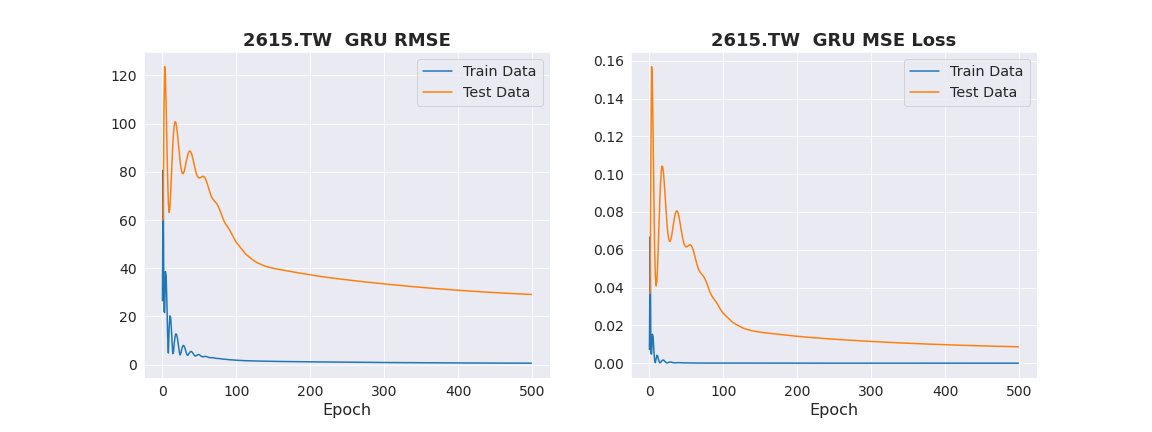 2615.TW  GRU RMSE
Train Data
Test Data
120
100
80
60
40
20
0
0 100 200 300 400 500
Epoch
2615.TW  GRU MSE Loss
Train Data
Test Data
0.16
0.14
0.12
0.10
0.08
0.06
0.04
0.02
0.00
0 100 200 300 400 500
Epoch